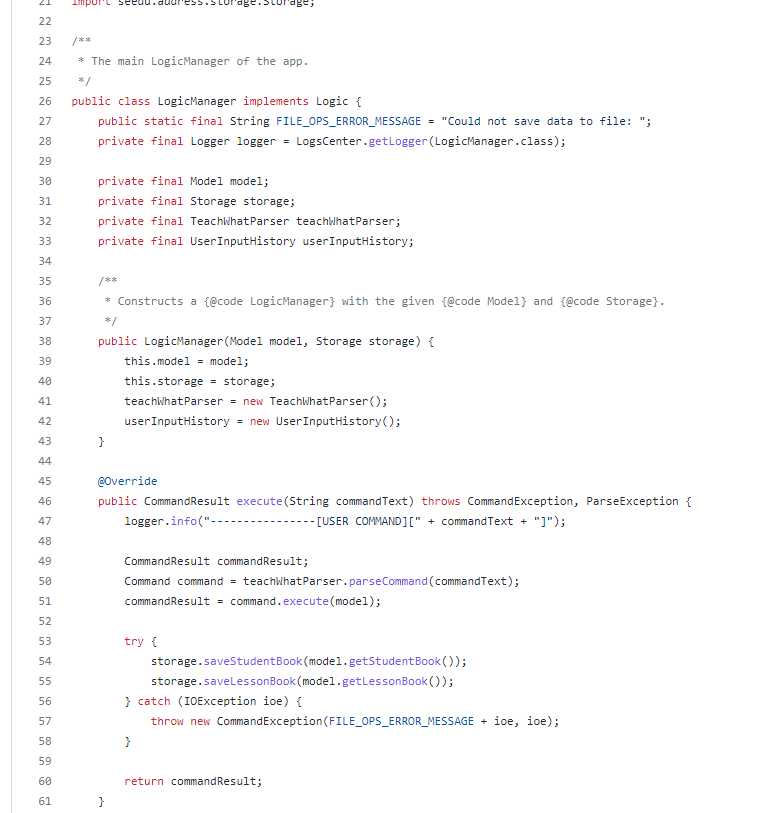 21 import seedu.address.storage.Storage;
22
23 /**
24  * The main LogicManager of the app.
25  */
26 public class LogicManager implements Logic {
27     public static final String FILE_OPS_ERROR_MESSAGE = "Could not save data to file: ";
28     private final Logger logger = LogsCenter.getLogger(LogicManager.class);
29
30     private final Model model;
31     private final Storage storage;
32     private final TeachWhatParser teachWhatParser;
33     private final UserInputHistory userInputHistory;
34
35     /**
36      * Constructs a {@code LogicManager} with the given {@code Model} and {@code Storage}.
37      */
38     public LogicManager(Model model, Storage storage) {
39         this.model = model;
40         this.storage = storage;
41         teachWhatParser = new TeachWhatParser();
42         userInputHistory = new UserInputHistory();
43     }
44
45     @Override
46     public CommandResult execute(String commandText) throws CommandException, ParseException {
47         logger.info("----------------[USER COMMAND][" + commandText + "]");
48
49         CommandResult commandResult;
50         Command command = teachWhatParser.parseCommand(commandText);
51         commandResult = command.execute(model);
52
53         try {
54             storage.saveStudentBook(model.getStudentBook());
55             storage.saveLessonBook(model.getLessonBook());
56         } catch (IOException ioe) {
57             throw new CommandException(FILE_OPS_ERROR_MESSAGE + ioe, ioe);
58         }
59
60         return commandResult;
61     }